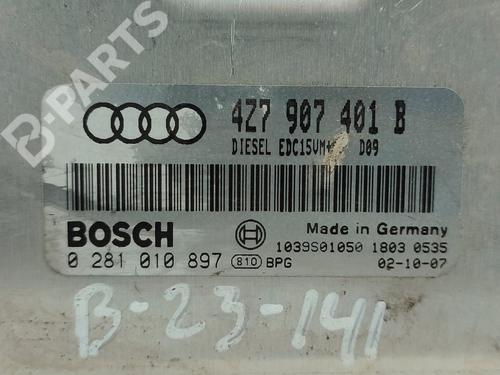 B-PARTS
4Z7 907 401 B
DIESEL EDC15VM+ D09
BOSCH
Made in Germany
1039S01050 1803 0535
0 281 010 897 810 BPG 02-10-07
B-23-141